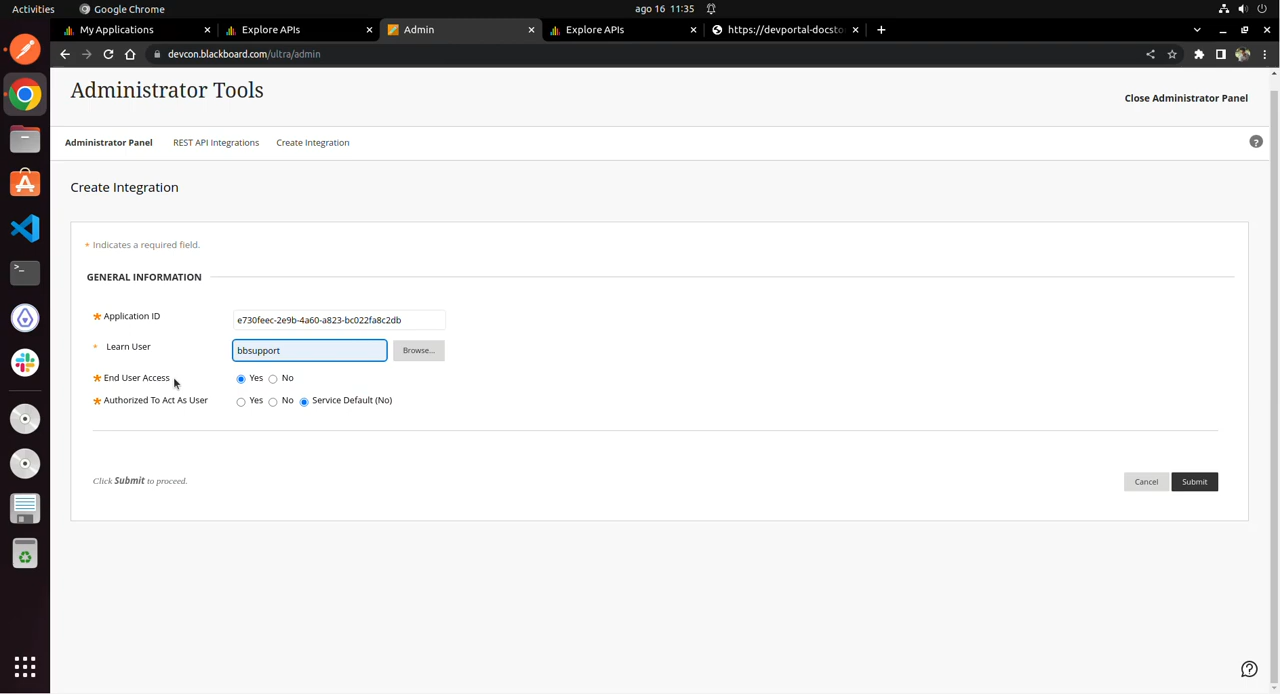 Activities Google Chrome ago 16 11:35
My Applications Explore APIs Admin Explore APIs https://devportal-docsto
devcon.blackboard.com/ultra/admin
Administrator Tools
Close Administrator Panel
Administrator Panel REST API Integrations Create Integration ?
Create Integration
* Indicates a required field.
GENERAL INFORMATION
* Application ID e730feec-2e9b-4a60-a823-bc022fa8c2db
* Learn User bbsupport Browse...
* End User Access Yes No
* Authorized To Act As User Yes No Service Default (No)
Click Submit to proceed. Cancel Submit